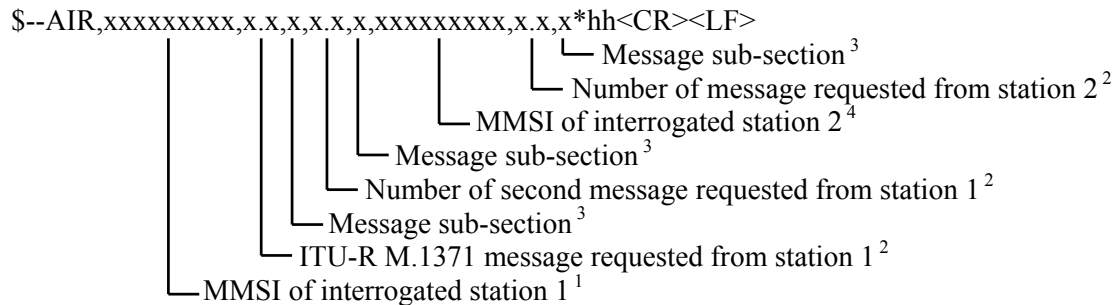 $--AIR,xxxxxxxxx,x.x,x,x.x,x,xxxxxxxxx,x.x,x*hh<CR><LF>
Message sub-section 3
Number of message requested from station 2 2
MMSI of interrogated station 2 4
Message sub-section 3
Number of second message requested from station 1 2
Message sub-section 3
ITU-R M.1371 message requested from station 1 2
MMSI of interrogated station 1 1